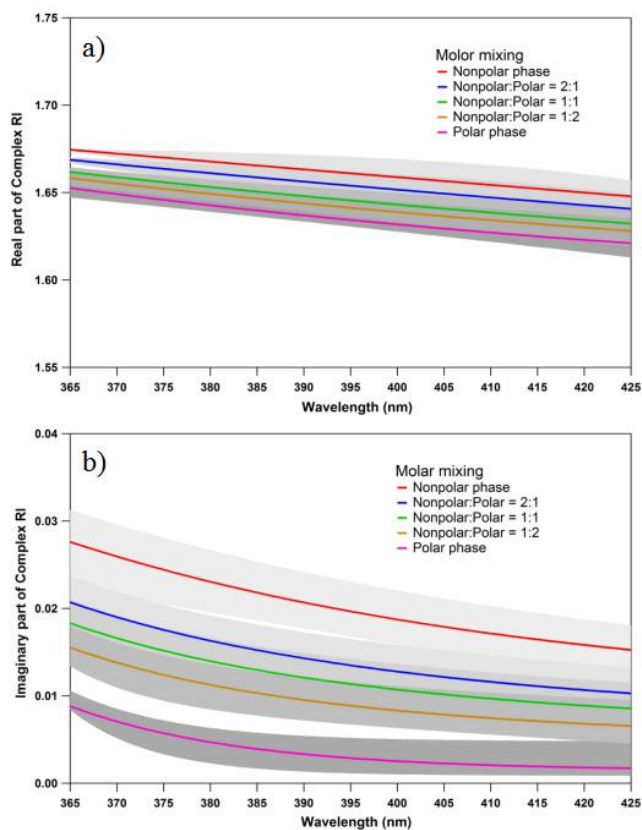 a)
Molor mixing
Nonpolar phase
Nonpolar:Polar = 2:1
Nonpolar:Polar = 1:1
Nonpolar:Polar = 1:2
Polar phase
Real part of Complex RI
1.75
1.70
1.65
1.60
1.55
365 370 375 380 385 390 395 400 405 410 415 420 425
Wavelength (nm)
b)
Molar mixing
Nonpolar phase
Nonpolar:Polar = 2:1
Nonpolar:Polar = 1:1
Nonpolar:Polar = 1:2
Polar phase
Imaginary part of Complex RI
0.04
0.03
0.02
0.01
0.00
365 370 375 380 385 390 395 400 405 410 415 420 425
Wavelength (nm)